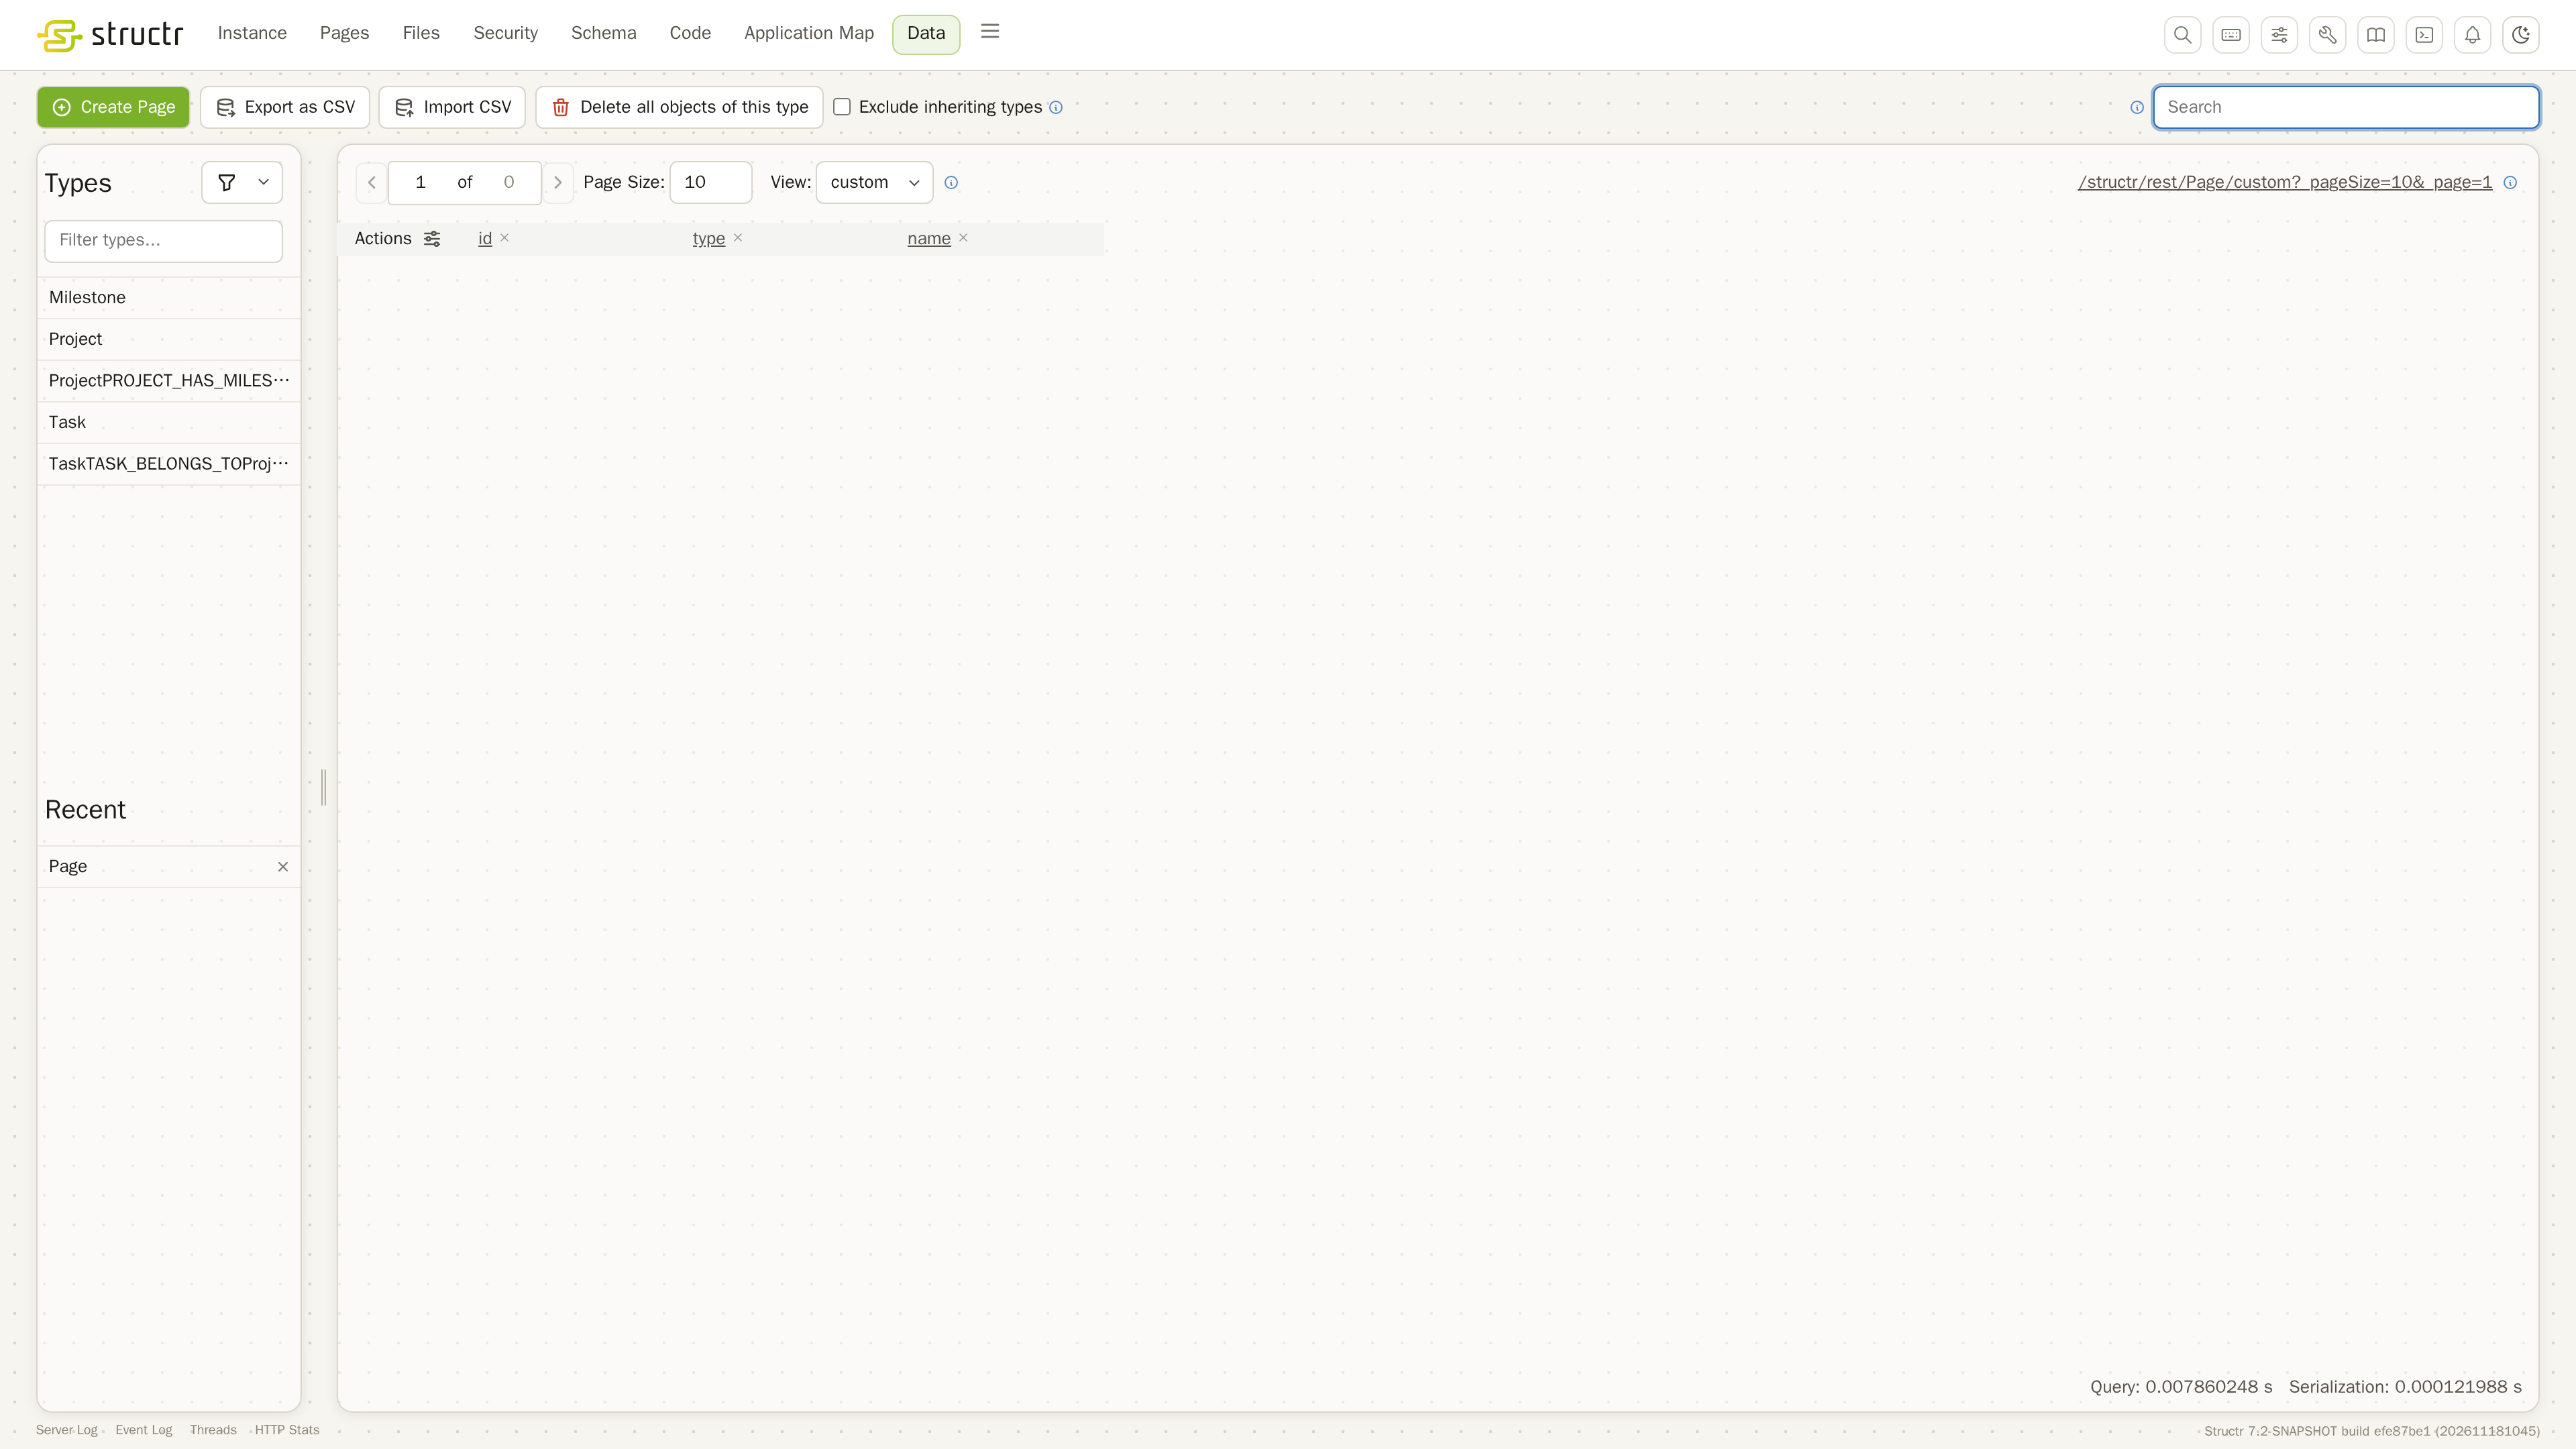 structr Instance Pages Files Security Schema Code Application Map Data
Create Page Export as CSV Import CSV Delete all objects of this type Exclude inheriting types Search
Types
Filter types...
Milestone
Project
ProjectPROJECT_HAS_MILES···
Task
TaskTASK_BELONGS_TOProj···
Recent
Page
1 of 0 Page Size: 10 View: custom /structr/rest/Page/custom?_pageSize=10&_page=1
Actions id type name
Query: 0.007860248 s Serialization: 0.000121988 s
Server Log Event Log Threads HTTP Stats Structr 7.2-SNAPSHOT build efe87be1 (202611181045)